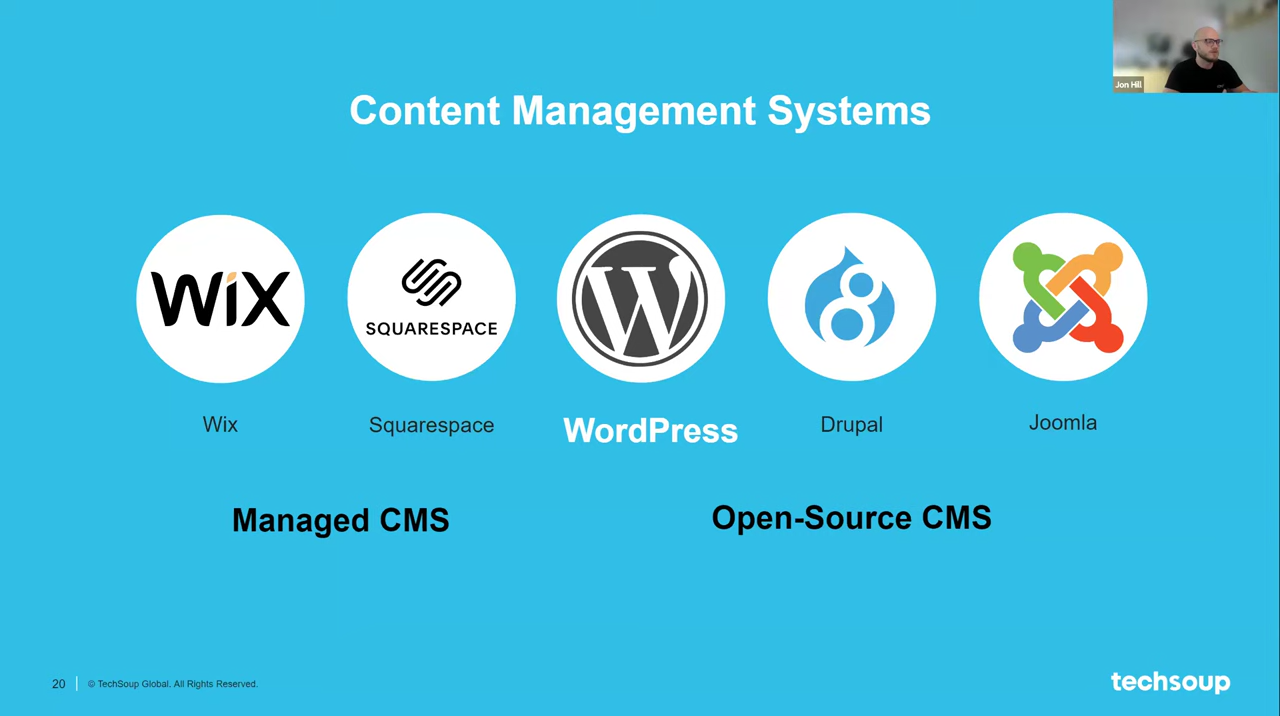 Jon Hill
Content Management Systems
WiX
SQUARESPACE
W
8
Wix
Squarespace
WordPress
Drupal
Joomla
Managed CMS
Open-Source CMS
20
© TechSoup Global. All Rights Reserved.
techsoup